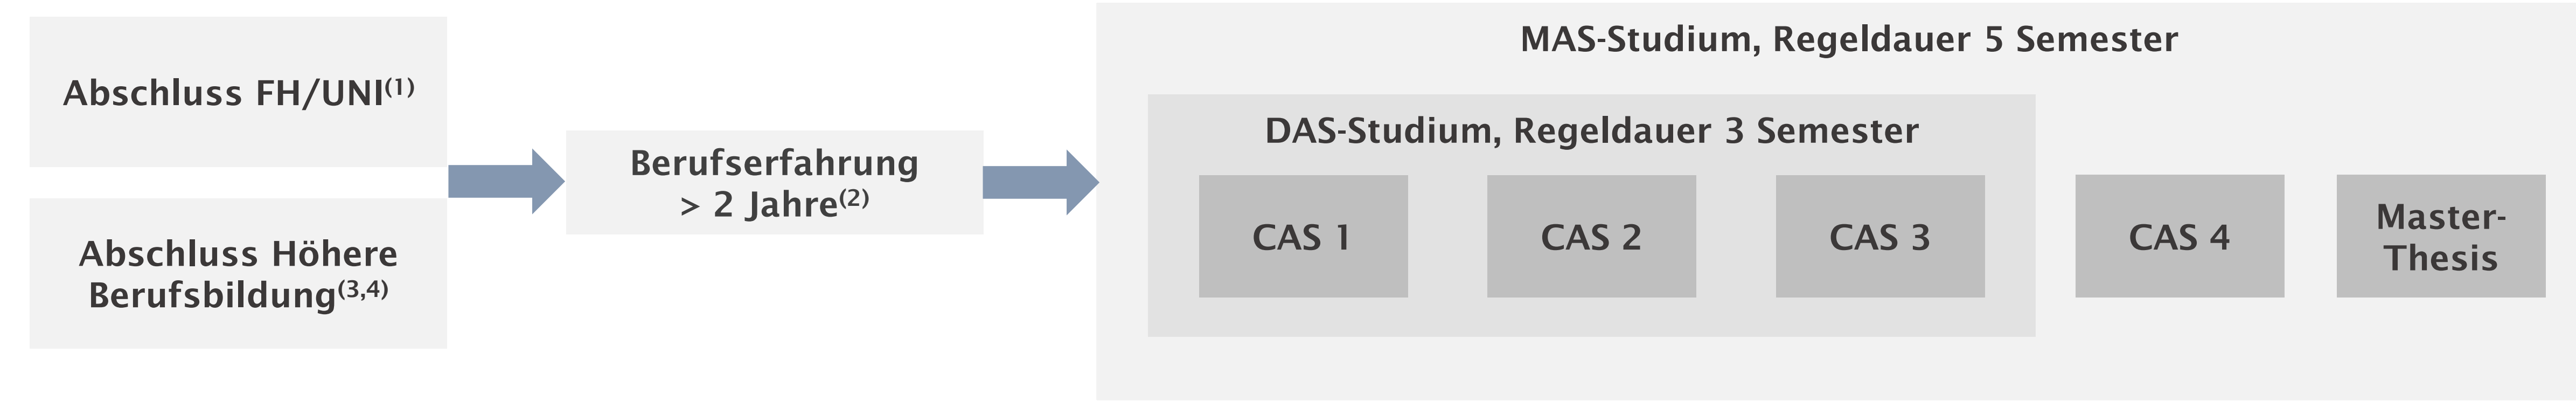 Abschluss FH/UNI(1)
Abschluss Höhere
Berufsbildung(3,4)
Berufserfahrung
> 2 Jahre(2)
MAS-Studium, Regeldauer 5 Semester
DAS-Studium, Regeldauer 3 Semester
CAS 1
CAS 2
CAS 3
CAS 4
Master-
Thesis